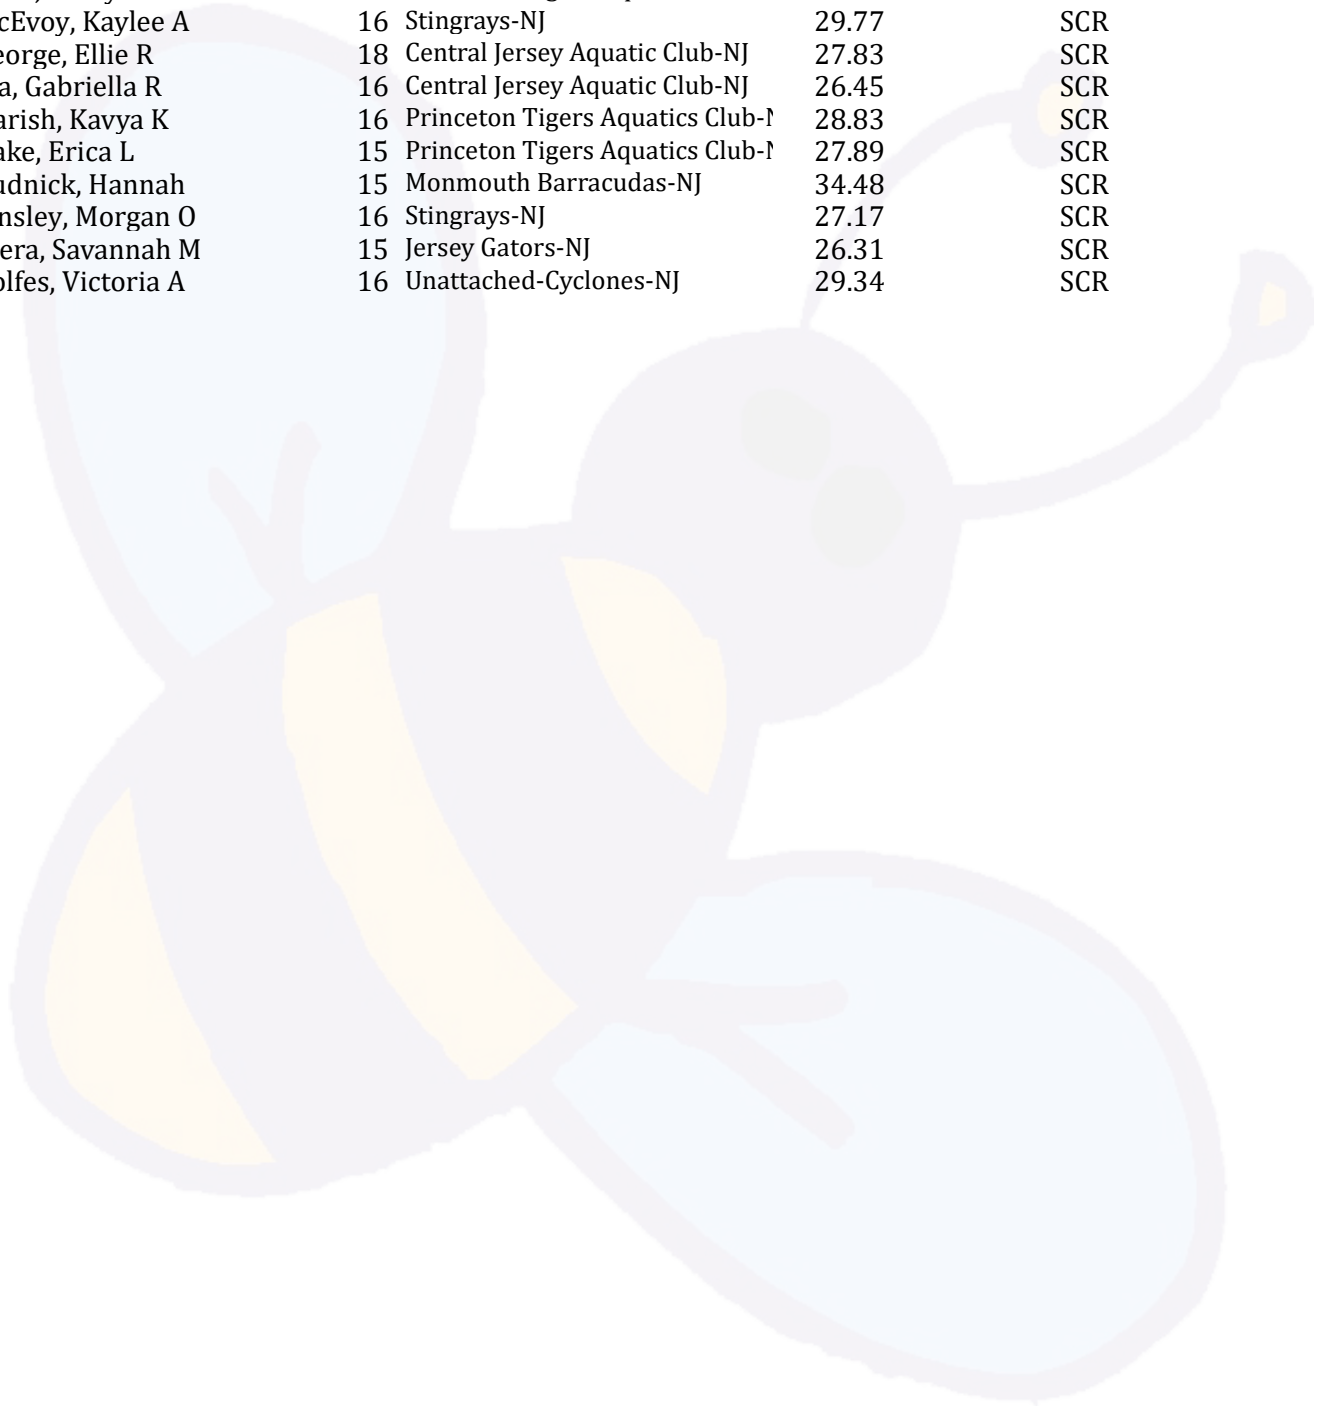 cEvoy, Kaylee A 16 Stingrays-NJ 29.77 SCR
eorge, Ellie R 18 Central Jersey Aquatic Club-NJ 27.83 SCR
a, Gabriella R 16 Central Jersey Aquatic Club-NJ 26.45 SCR
arish, Kavya K 16 Princeton Tigers Aquatics Club-N 28.83 SCR
ake, Erica L 15 Princeton Tigers Aquatics Club-N 27.89 SCR
udnick, Hannah 15 Monmouth Barracudas-NJ 34.48 SCR
nsley, Morgan O 16 Stingrays-NJ 27.17 SCR
era, Savannah M 15 Jersey Gators-NJ 26.31 SCR
olfes, Victoria A 16 Unattached-Cyclones-NJ 29.34 SCR